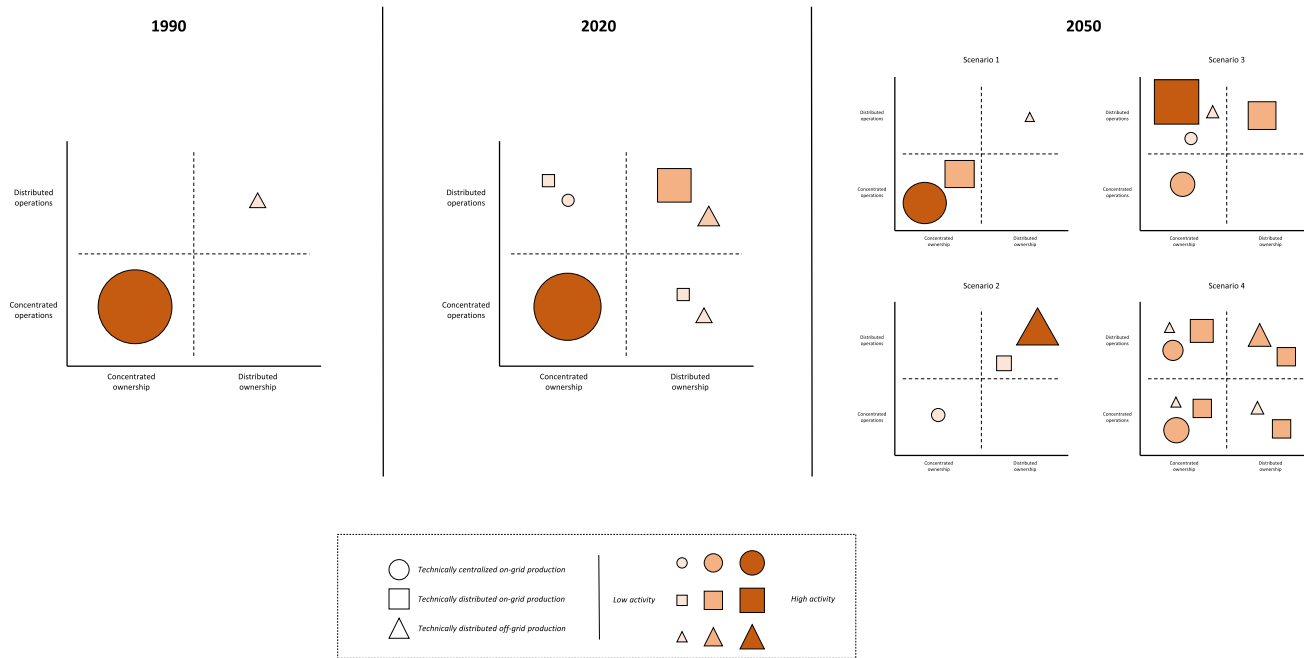 1990
Distributed
operations
Concentrated
operations
Concentrated
ownership
Distributed
ownership
2020
Distributed
operations
Concentrated
operations
Concentrated
ownership
Distributed
ownership
2050
Scenario 1
Distributed
operations
Concentrated
operations
Concentrated
ownership
Distributed
ownership
Scenario 3
Distributed
operations
Concentrated
operations
Concentrated
ownership
Distributed
ownership
Scenario 2
Distributed
operations
Concentrated
operations
Concentrated
ownership
Distributed
ownership
Scenario 4
Distributed
operations
Concentrated
operations
Concentrated
ownership
Distributed
ownership
Technically centralized on-grid production
Technically distributed on-grid production
Technically distributed off-grid production
Low activity
High activity